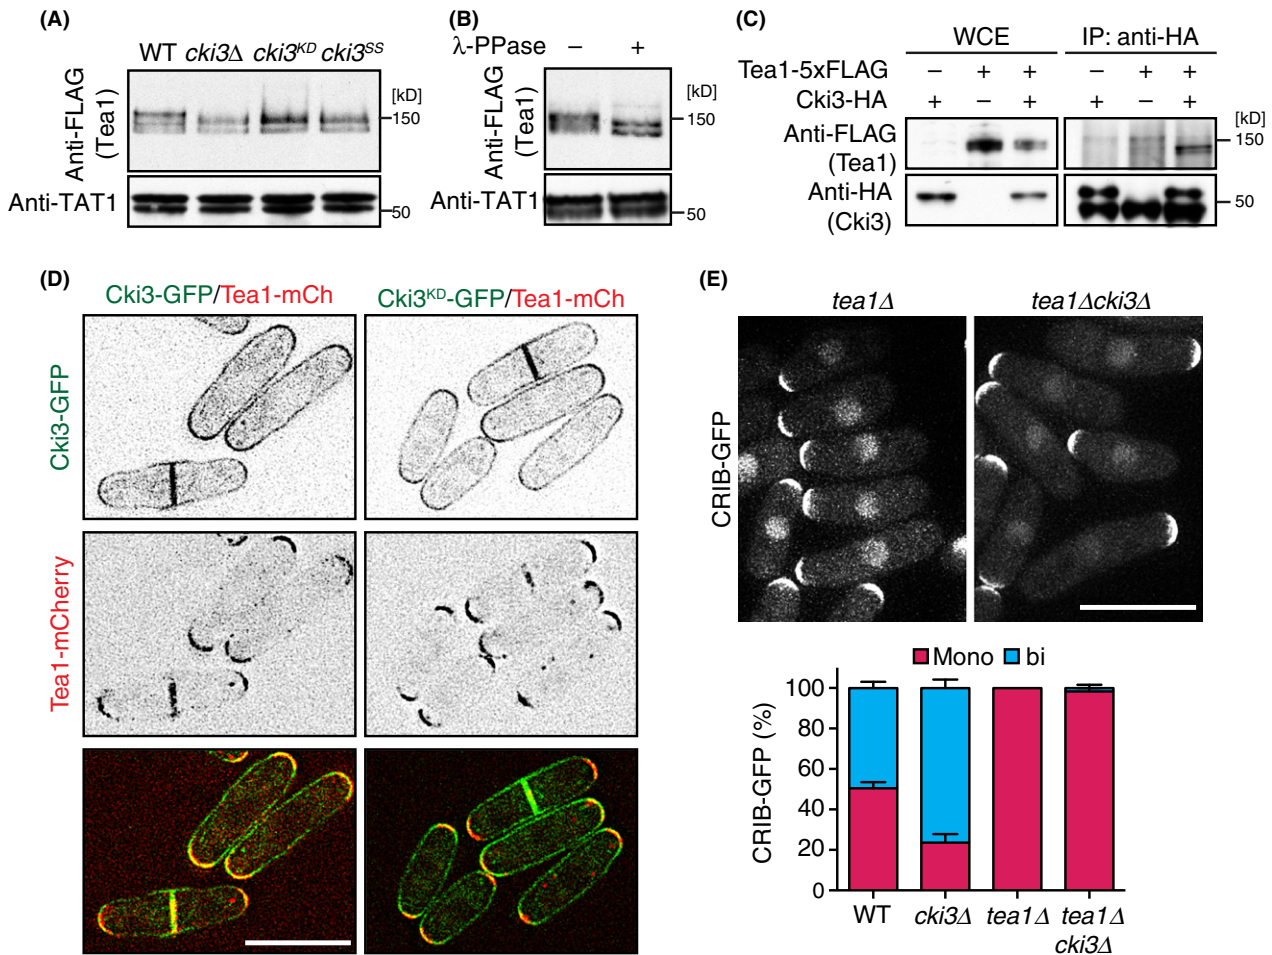 (A)
WT cki3Δ cki3KD cki3SS
Anti-FLAG
(Tea1)
[kD]
150
Anti-TAT1
50
(B)
λ-PPase – +
Anti-FLAG
(Tea1)
[kD]
150
Anti-TAT1
50
(C)
WCE IP: anti-HA
Tea1-5xFLAG – + + – + +
Cki3-HA + – + + – +
[kD]
Anti-FLAG
(Tea1)
150
Anti-HA
(Cki3)
50
(D)
Cki3-GFP/Tea1-mCh Cki3KD-GFP/Tea1-mCh
Cki3-GFP
Tea1-mCherry
(E)
tea1Δ tea1Δcki3Δ
CRIB-GFP
Mono bi
CRIB-GFP (%)
100
80
60
40
20
0
WT cki3Δ tea1Δ tea1Δ
cki3Δ